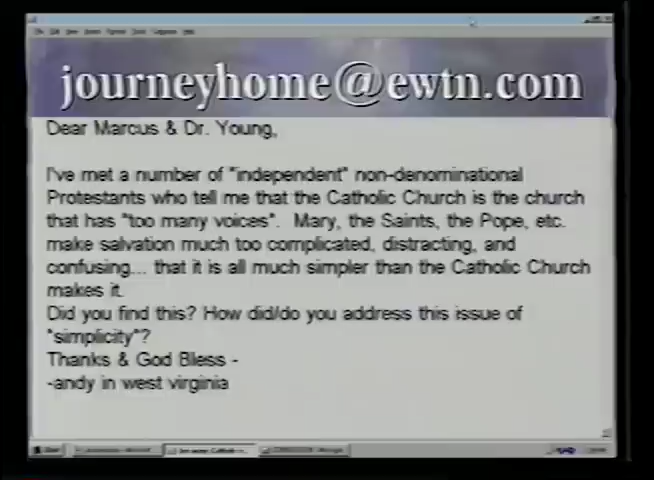 journeyhome@ewtn.com
Dear Marcus & Dr. Young,
I've met a number of "independent" non-denominational
Protestants who tell me that the Catholic Church is the church
that has "too many voices".  Mary, the Saints, the Pope, etc.
make salvation much too complicated, distracting, and
confusing... that it is all much simpler than the Catholic Church
makes it.
Did you find this? How did/do you address this issue of
"simplicity"?
Thanks & God Bless -
-andy in west virginia